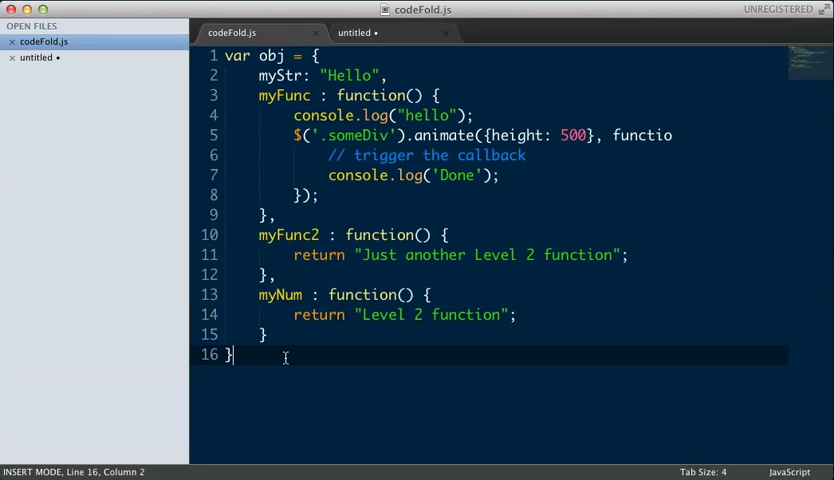 codeFold.js
UNREGISTERED
OPEN FILES
× codeFold.js
× untitled •
codeFold.js ×
untitled • ×
1 var obj = {
2 myStr: "Hello",
3 myFunc : function() {
4 console.log("hello");
5 $('.someDiv').animate({height: 500}, functio
6 // trigger the callback
7 console.log('Done');
8 });
9 },
10 myFunc2 : function() {
11 return "Just another Level 2 function";
12 },
13 myNum : function() {
14 return "Level 2 function";
15 }
16 }
INSERT MODE, Line 16, Column 2
Tab Size: 4
JavaScript